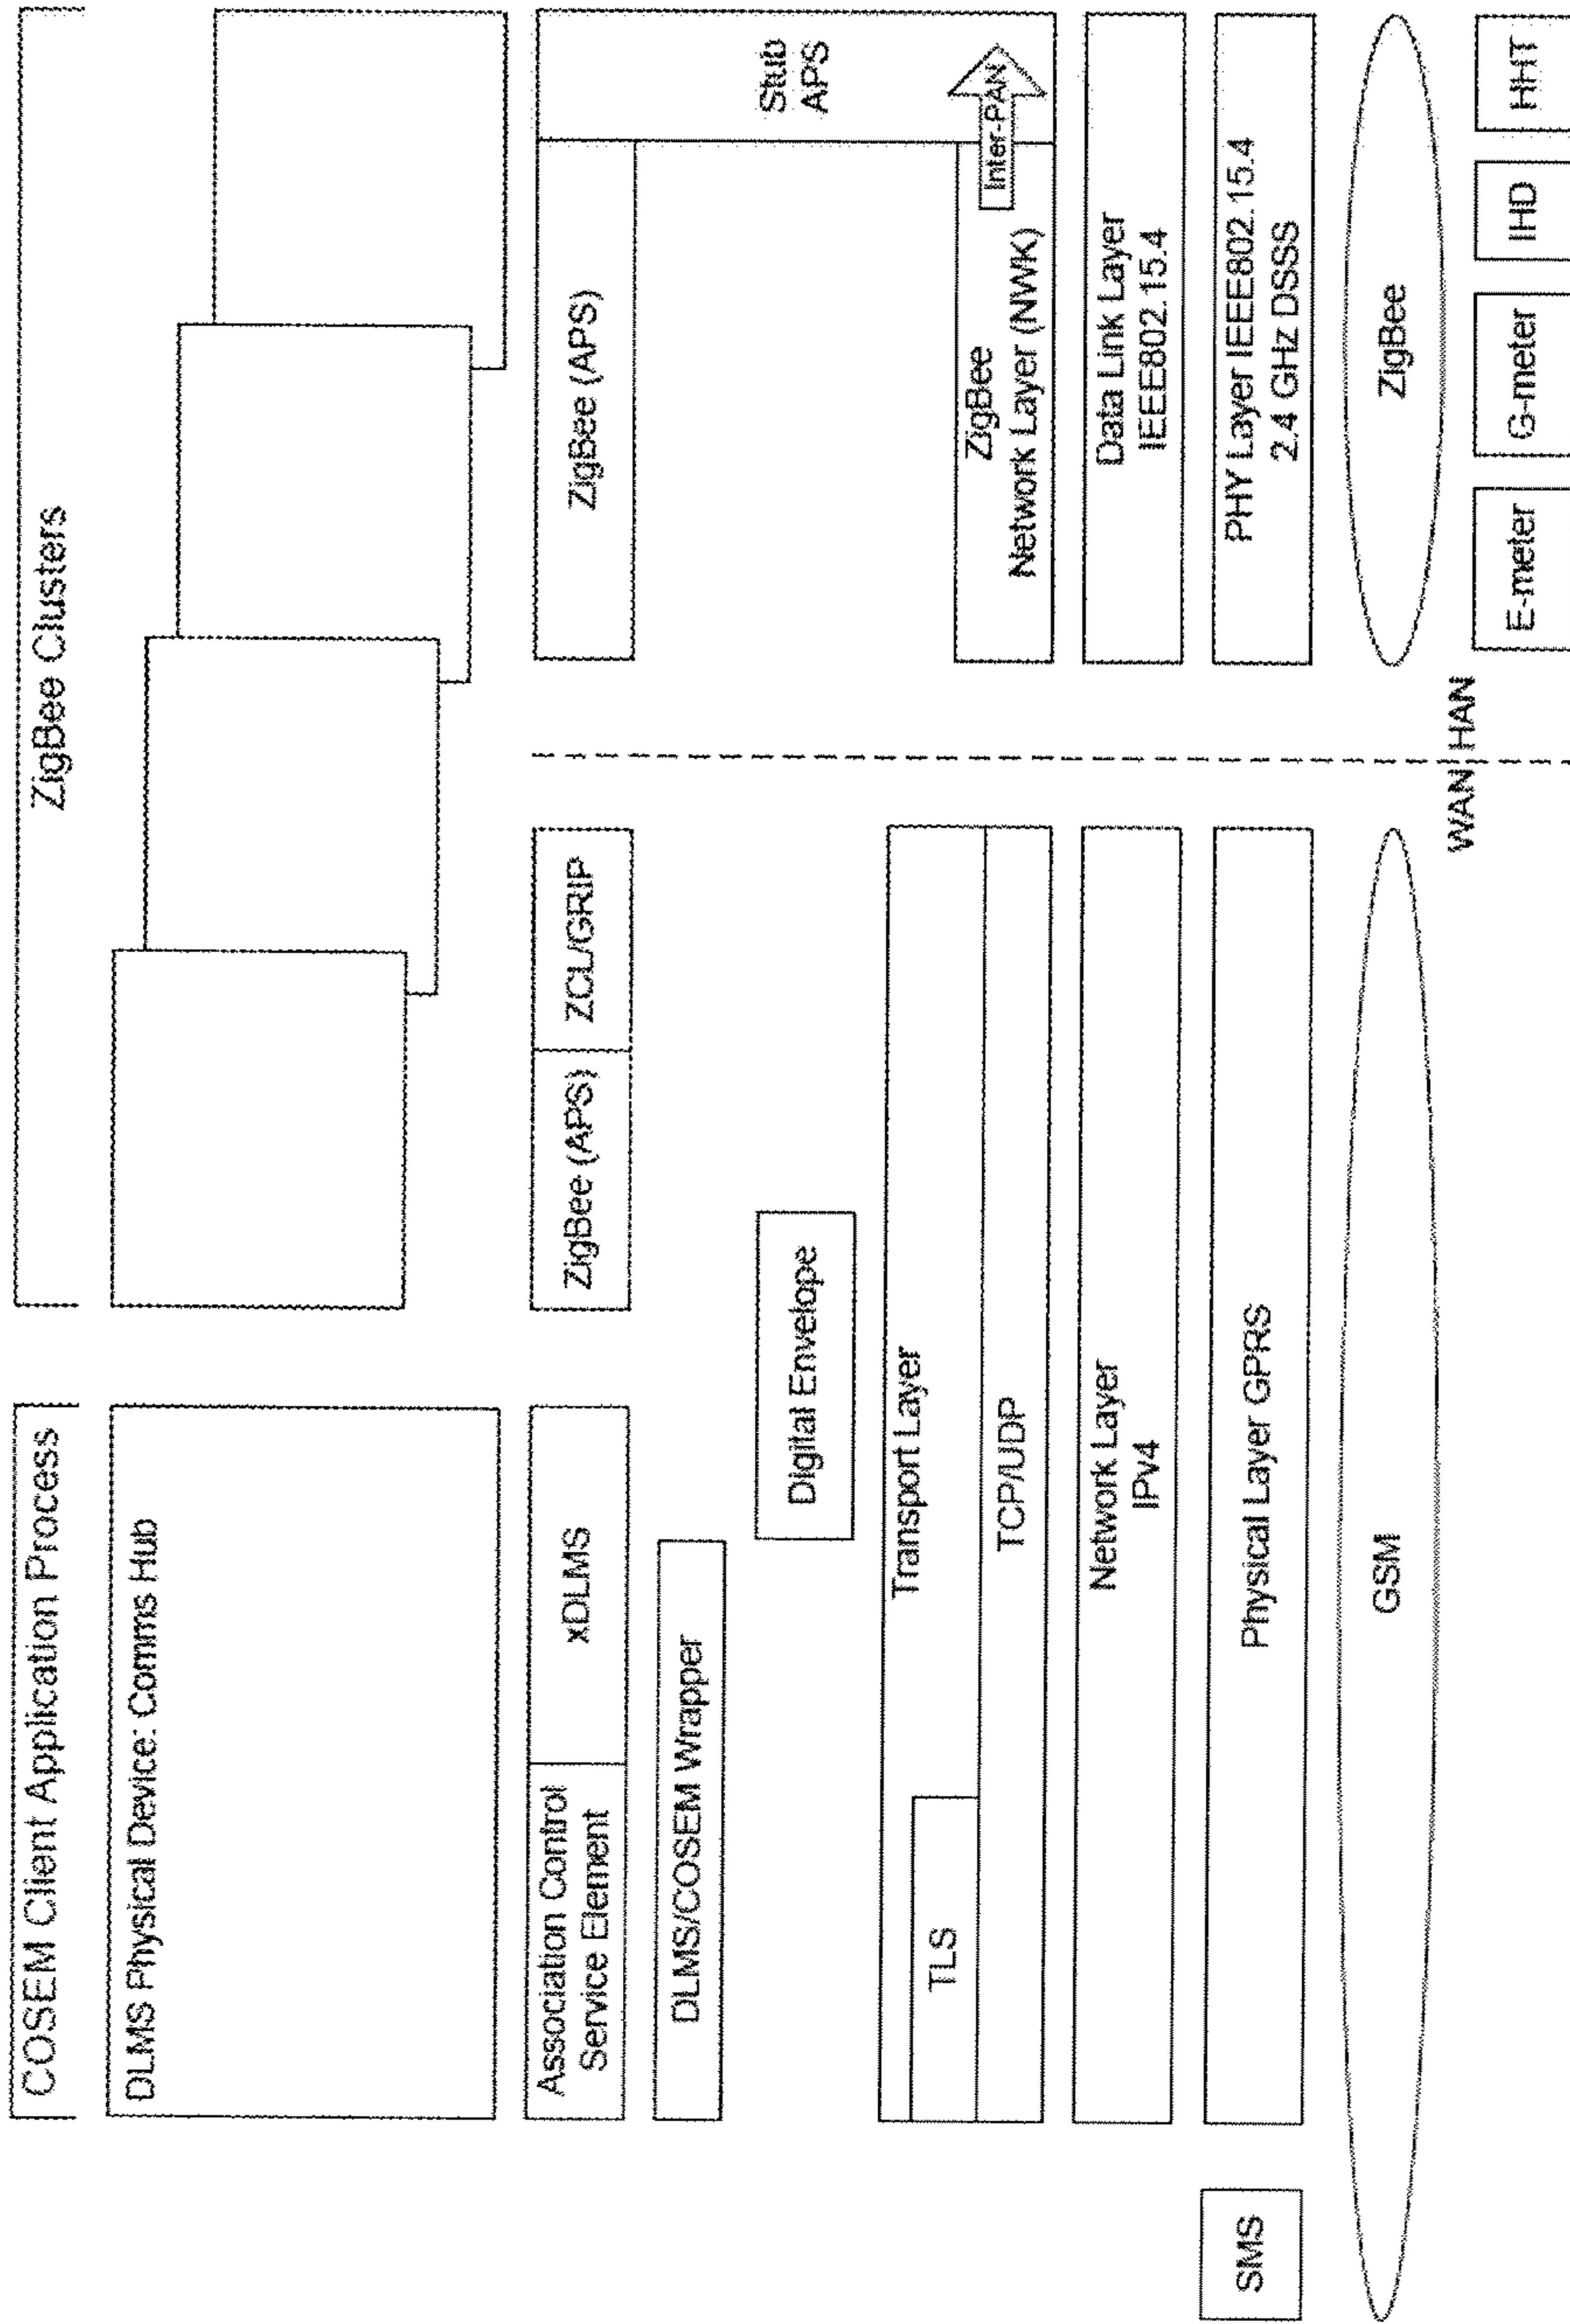 COSEM Client Application Process
ZigBee Clusters
DLMS Physical Device: Comms Hub
Association Control
Service Element
xDLMS
ZigBee (APS)
ZCL/GRIP
ZigBee (APS)
Stub
APS
DLMS/COSEM Wrapper
Digital Envelope
Transport Layer
TLS
TCP/UDP
ZigBee
Network Layer (NWK)
Inter-PAN
Network Layer
IPv4
Data Link Layer
IEEE802.15.4
SMS
Physical Layer GPRS
PHY Layer IEEE802.15.4
2.4 GHz DSSS
GSM
ZigBee
WAN
HAN
E-meter
G-meter
IHD
HHT